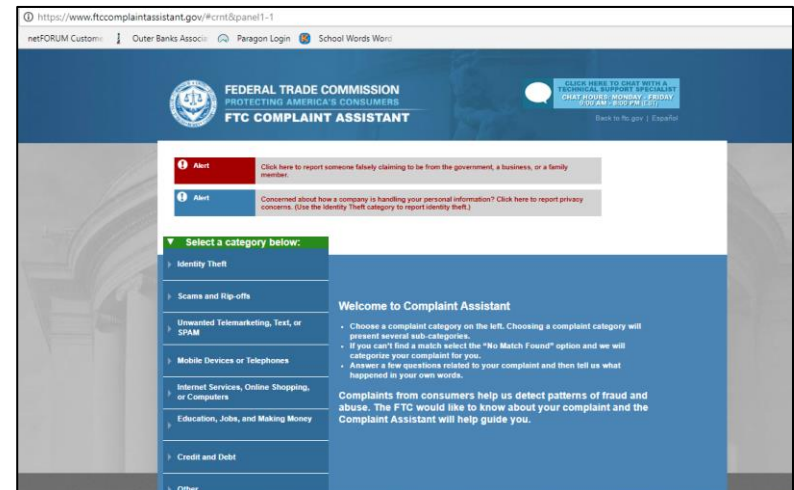 https://www.ftccomplaintassistant.gov/#crnt&panel1-1
netFORUM Custome
Outer Banks Associa
Paragon Login
School Words Word
FEDERAL TRADE COMMISSION
PROTECTING AMERICA'S CONSUMERS
FTC COMPLAINT ASSISTANT
CLICK HERE TO CHAT WITH A
TECHNICAL SUPPORT SPECIALIST
CHAT HOURS: MONDAY - FRIDAY
Back to ftc.gov | Español
Alert
Click here to report someone falsely claiming to be from the government, a business, or a family
member.
Alert
Concerned about how a company is handling your personal information? Click here to report privacy
concerns. (Use the Identity Theft category to report identity theft.)
Select a category below:
Identity Theft
Scams and Rip-offs
Unwanted Telemarketing, Text, or
SPAM
Mobile Devices or Telephones
Internet Services, Online Shopping,
or Computers
Education, Jobs, and Making Money
Credit and Debt
Other
Welcome to Complaint Assistant
• Choose a complaint category on the left. Choosing a complaint category will
present several sub-categories.
• If you can't find a match select the "No Match Found" option and we will
categorize your complaint for you.
• Answer a few questions related to your complaint and then tell us what
happened in your own words.
Complaints from consumers help us detect patterns of fraud and
abuse. The FTC would like to know about your complaint and the
Complaint Assistant will help guide you.